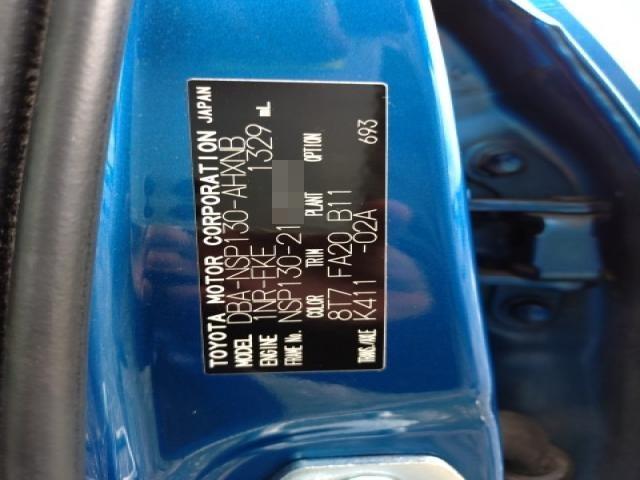 TOYOTA MOTOR CORPORATION JAPAN
MODEL DBA-NSP130-AHXNB
ENGINE 1NR-FKE 1329 mL
FRAME No. NSP130-21
COLOR TRIM PLANT OPTION
8T7 FA20 B11
TRANS./AXLE K411 -02A 693